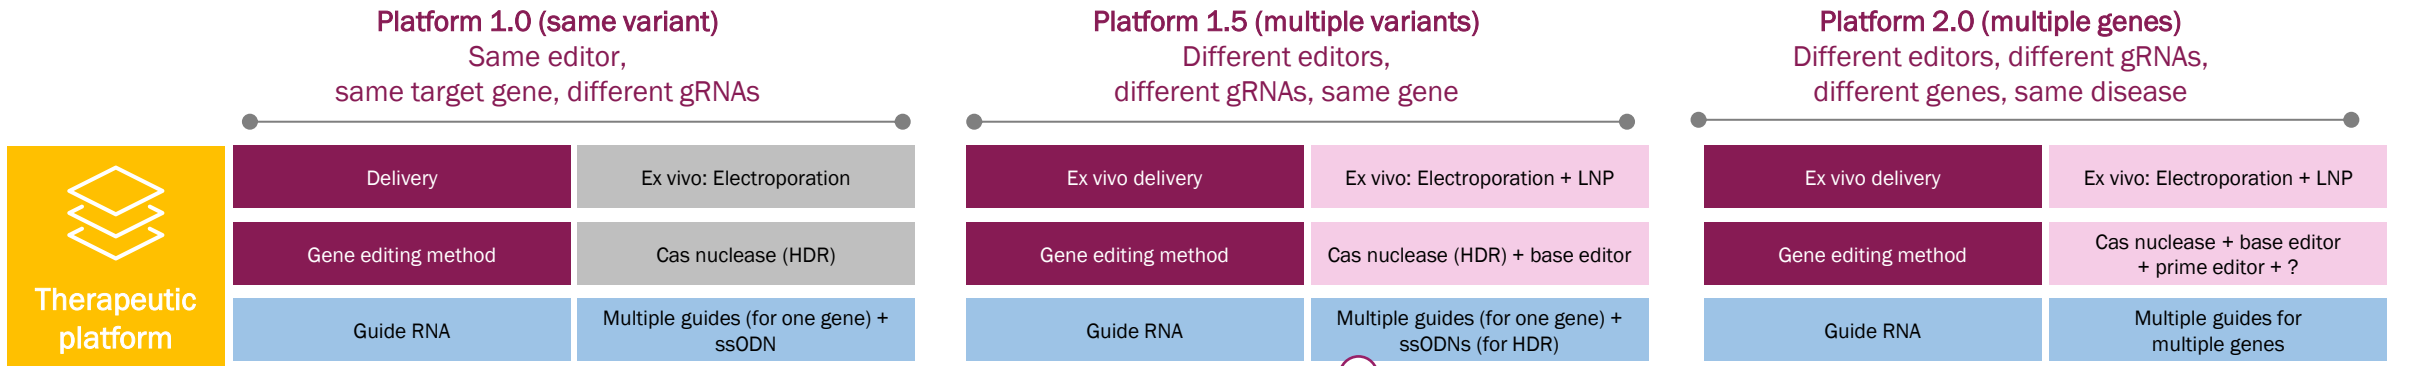 Platform 1.0 (same variant)
Same editor,
same target gene, different gRNAs
Platform 1.5 (multiple variants)
Different editors,
different gRNAs, same gene
Platform 2.0 (multiple genes)
Different editors, different gRNAs,
different genes, same disease
Therapeutic
platform
Delivery
Ex vivo: Electroporation
Gene editing method
Cas nuclease (HDR)
Guide RNA
Multiple guides (for one gene) +
ssODN
Ex vivo delivery
Ex vivo: Electroporation + LNP
Gene editing method
Cas nuclease (HDR) + base editor
Guide RNA
Multiple guides (for one gene) +
ssODNs (for HDR)
Ex vivo delivery
Ex vivo: Electroporation + LNP
Gene editing method
Cas nuclease + base editor
+ prime editor + ?
Guide RNA
Multiple guides for
multiple genes